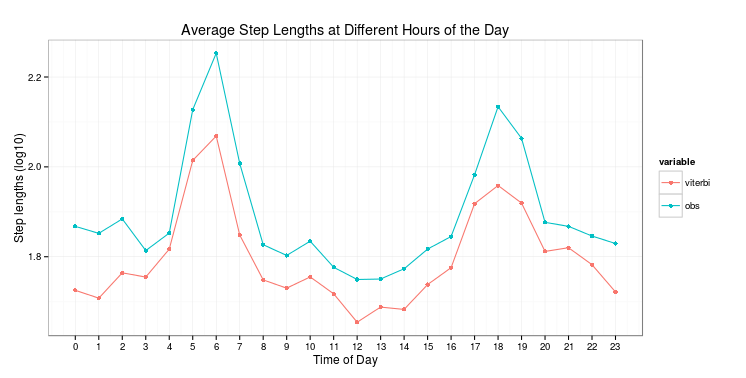 Average Step Lengths at Different Hours of the Day
Step lengths (log10)
2.2
2.0
1.8
0 1 2 3 4 5 6 7 8 9 10 11 12 13 14 15 16 17 18 19 20 21 22 23
Time of Day
variable
viterbi
obs